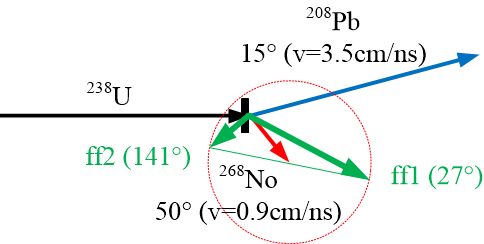 ²⁰⁸Pb
15° (v=3.5cm/ns)
²³⁸U
ff2 (141°)
²⁶⁸No
ff1 (27°)
50° (v=0.9cm/ns)